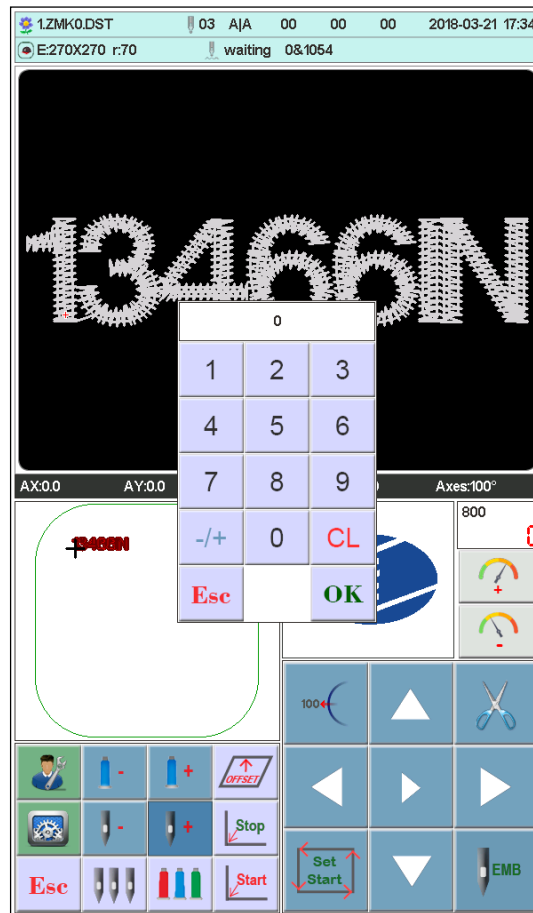 1.ZMK0.DST 03 A|A 00 00 00 2018-03-21 17:34
E:270X270 r:70 waiting 0&1054
13466IN
0
1 2 3
4 5 6
7 8 9
-/+ 0 CL
Esc OK
AX:0.0 AY:0.0 Axes:100°
13466IN
800
+
-
100
- + OFFSET
- + Stop
Esc Start
Set
Start
EMB